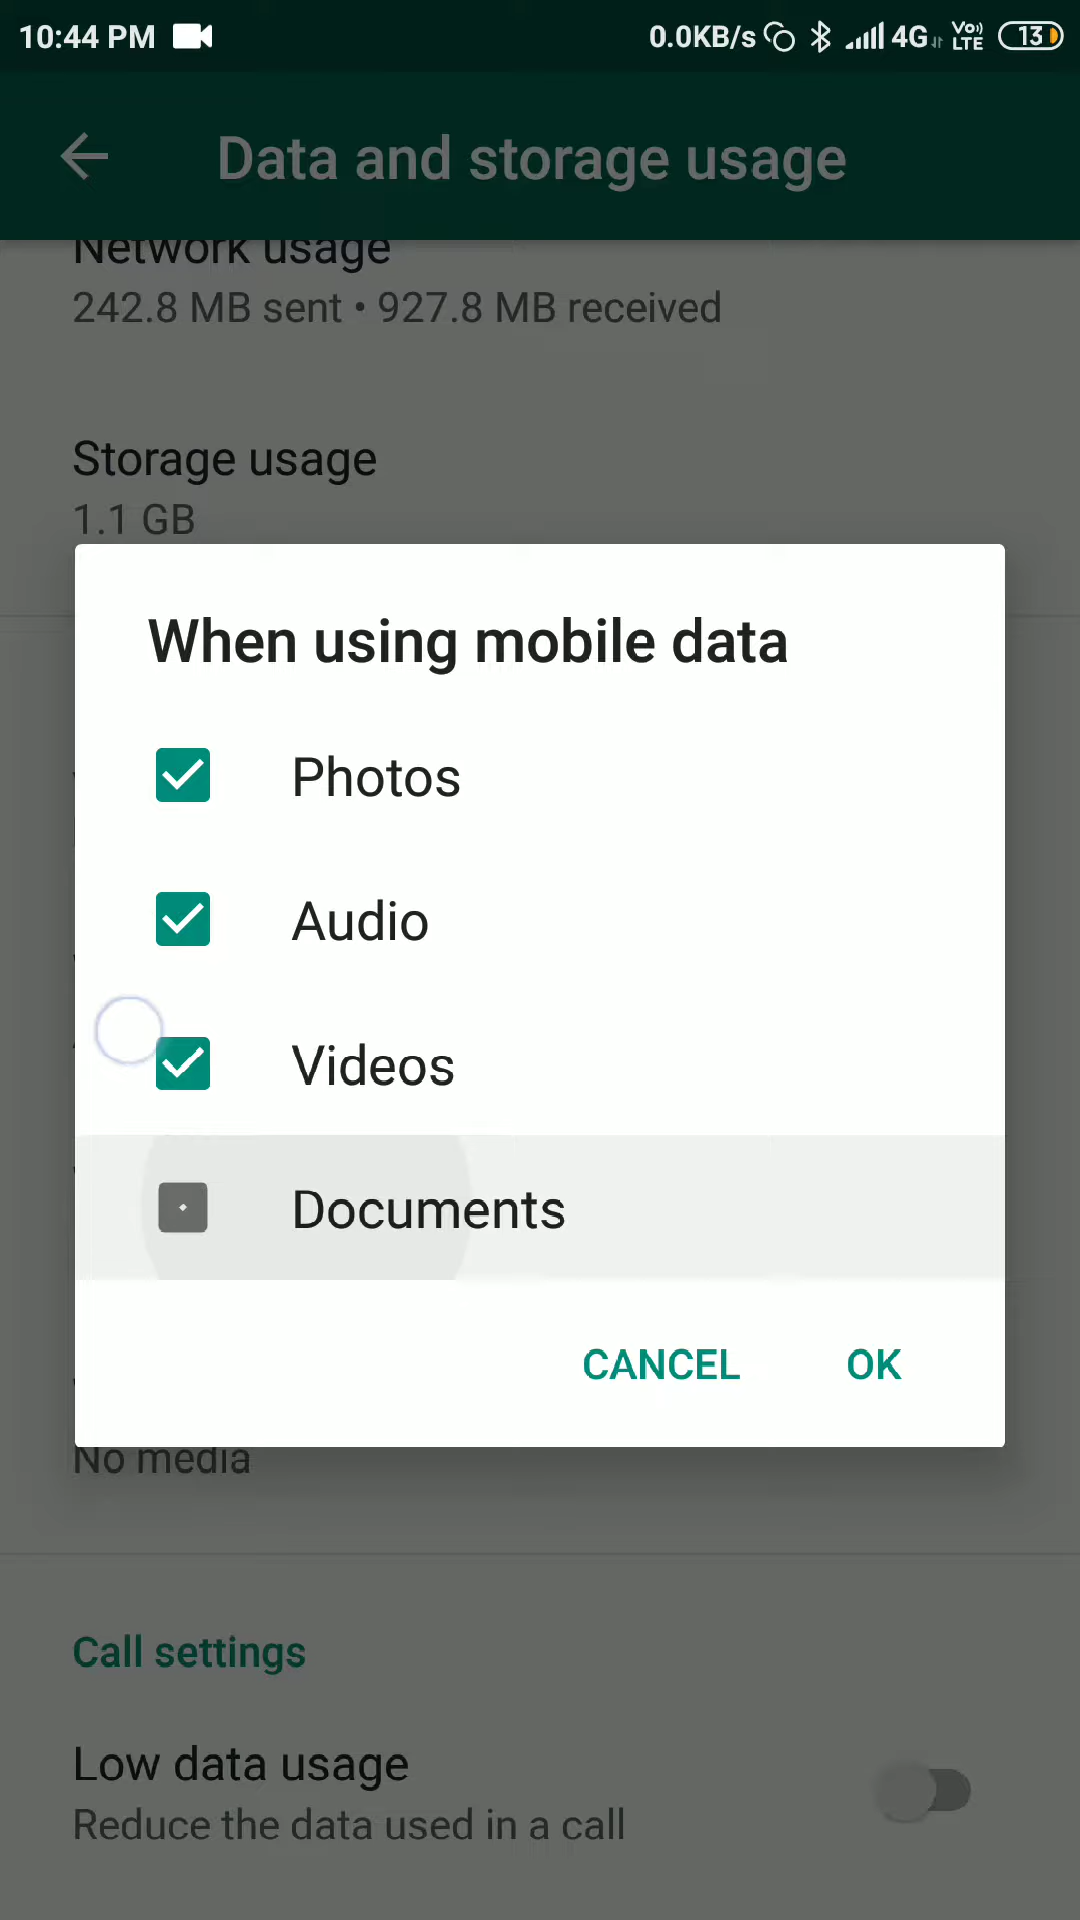 10:44 PM 0.0KB/s 4G Vo)) LTE 13
Data and storage usage
Network usage
242.8 MB sent • 927.8 MB received
Storage usage
1.1 GB
When using mobile data
Photos
Audio
Videos
Documents
CANCEL OK
No media
Call settings
Low data usage
Reduce the data used in a call